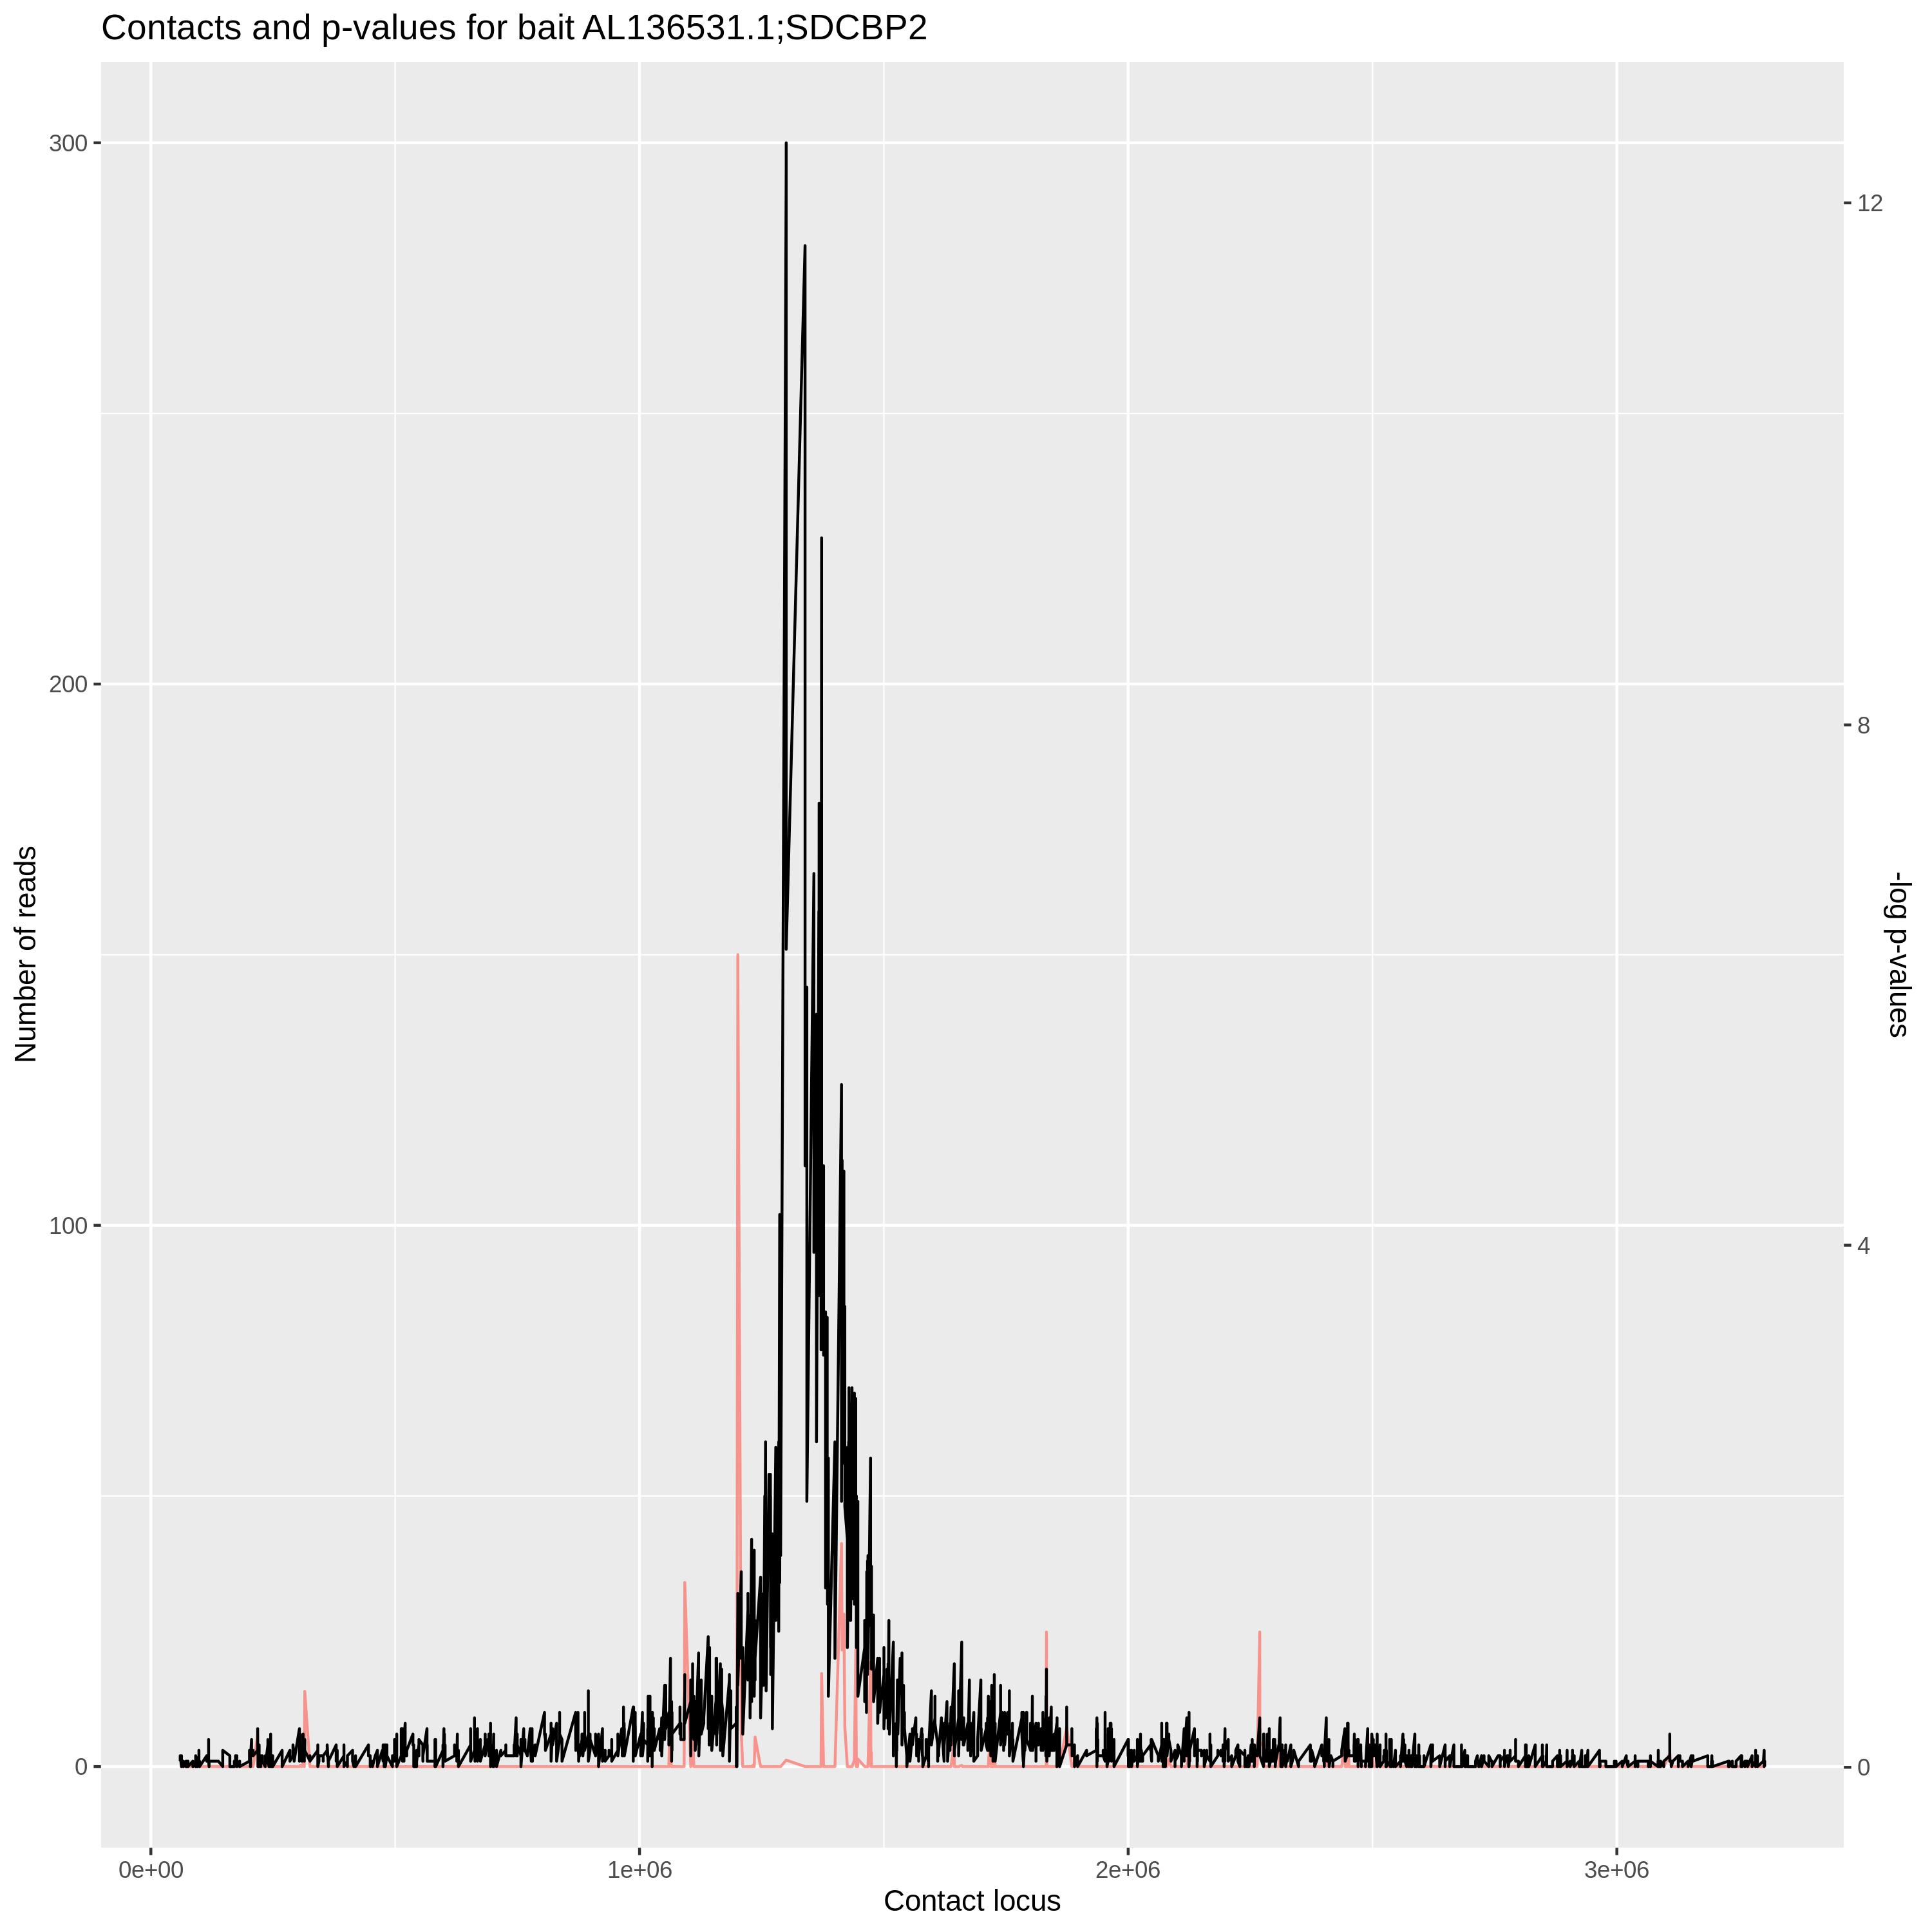 Contacts and p-values for bait AL136531.1;SDCBP2
300
200
100
0
Number of reads
12
8
4
0
-log p-values
0e+00
1e+06
2e+06
3e+06
Contact locus